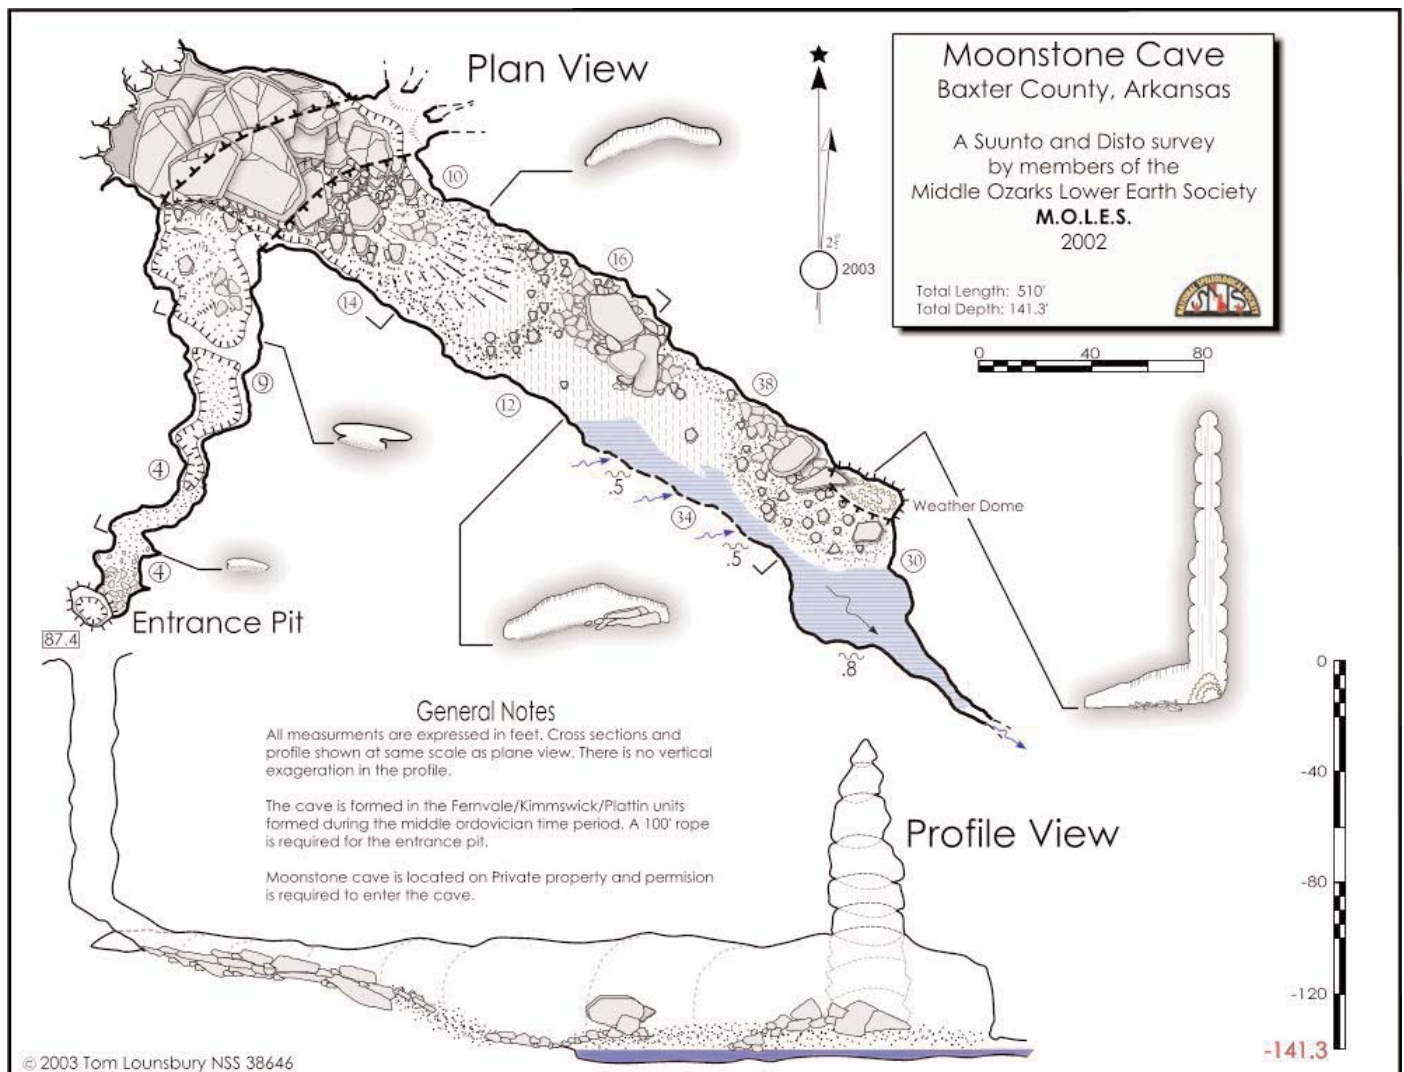 Plan View
Moonstone Cave
Baxter County, Arkansas
A Suunto and Disto survey
by members of the
Middle Ozarks Lower Earth Society
M.O.L.E.S.
2002
Total Length: 510'
Total Depth: 141.3'
NATIONAL SPELEOLOGICAL SOCIETY
NSS
2003
0 40 80
10
16
14
38
12
9
4
.5
34
.5
Weather Dome
30
4
Entrance Pit
87.4
.8
General Notes
All measurments are expressed in feet. Cross sections and
profile shown at same scale as plane view. There is no vertical
exageration in the profile.
The cave is formed in the Fernvale/Kimmswick/Plattin units
formed during the middle ordovician time period. A 100' rope
is required for the entrance pit.
Moonstone cave is located on Private property and permision
is required to enter the cave.
Profile View
0
-40
-80
-120
-141.3
© 2003 Tom Lounsbury NSS 38646